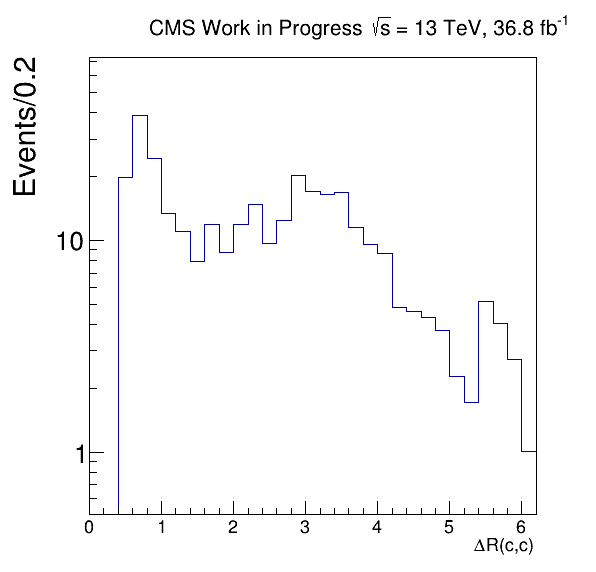 CMS Work in Progress √s = 13 TeV, 36.8 fb⁻¹
Events/0.2
10
1
0 1 2 3 4 5 6
ΔR(c,c)